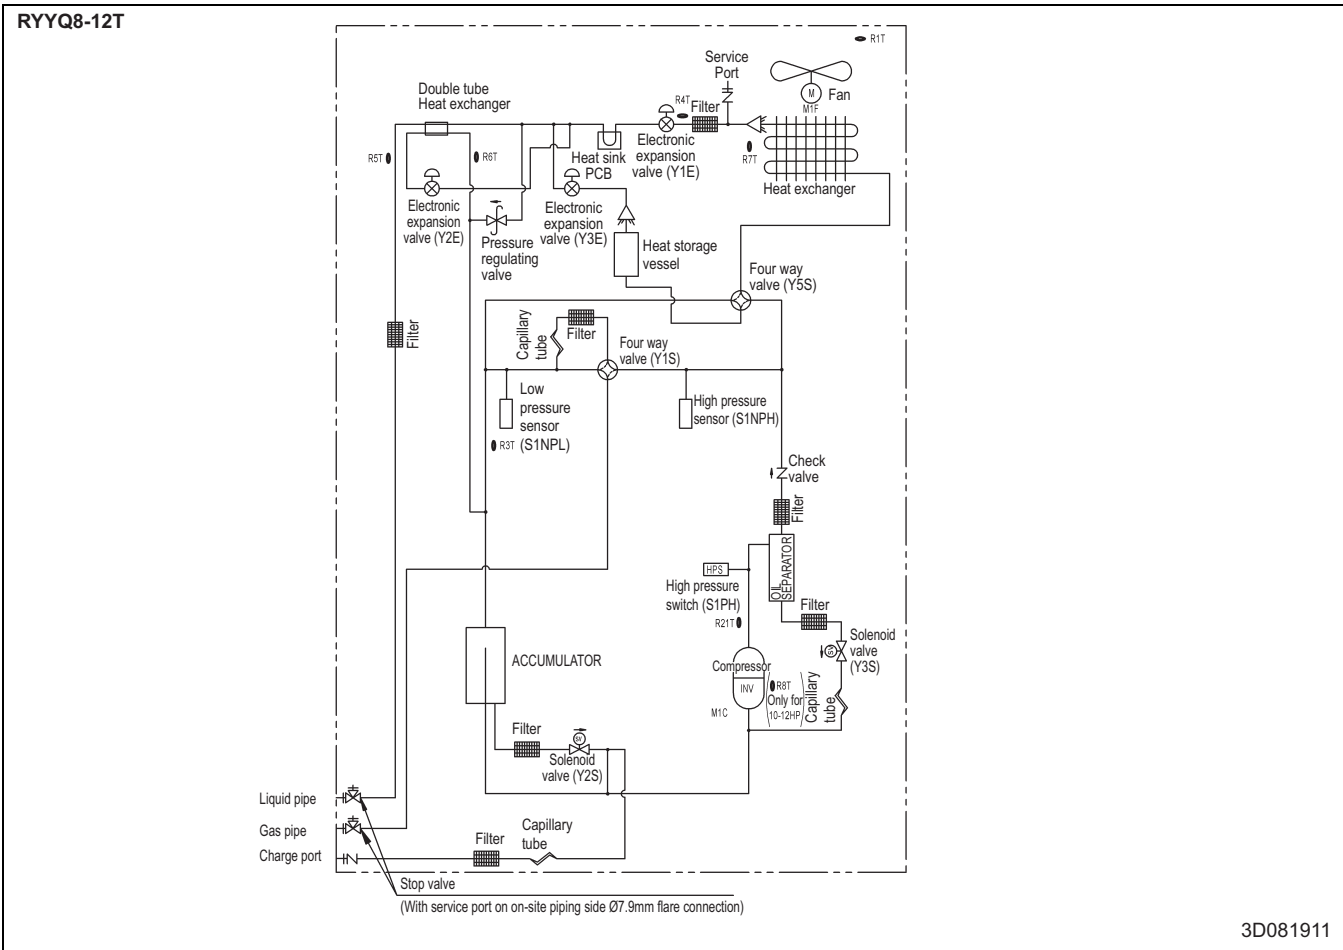 RYYQ8-12T
R1T
Service
Port
M
Fan
M1F
Double tube
Heat exchanger
R4T
Filter
R5T
R6T
Heat sink
PCB
Electronic
expansion
valve (Y1E)
R7T
Heat exchanger
Electronic
expansion
valve (Y2E)
Pressure
regulating
valve
Electronic
expansion
valve (Y3E)
Heat storage
vessel
Four way
valve (Y5S)
Filter
Capillary
tube
Filter
Four way
valve (Y1S)
Low
pressure
sensor
(S1NPL)
R3T
High pressure
sensor (S1NPH)
Check
valve
Filter
OIL
SEPARATOR
HPS
High pressure
switch (S1PH)
R21T
Filter
Solenoid
valve
(Y3S)
SV
ACCUMULATOR
Compressor
INV
M1C
R8T
Only for
10-12HP
Capillary
tube
Filter
SV
Solenoid
valve (Y2S)
Liquid pipe
Gas pipe
Charge port
Filter
Capillary
tube
Stop valve
(With service port on on-site piping side Ø7.9mm flare connection)
3D081911